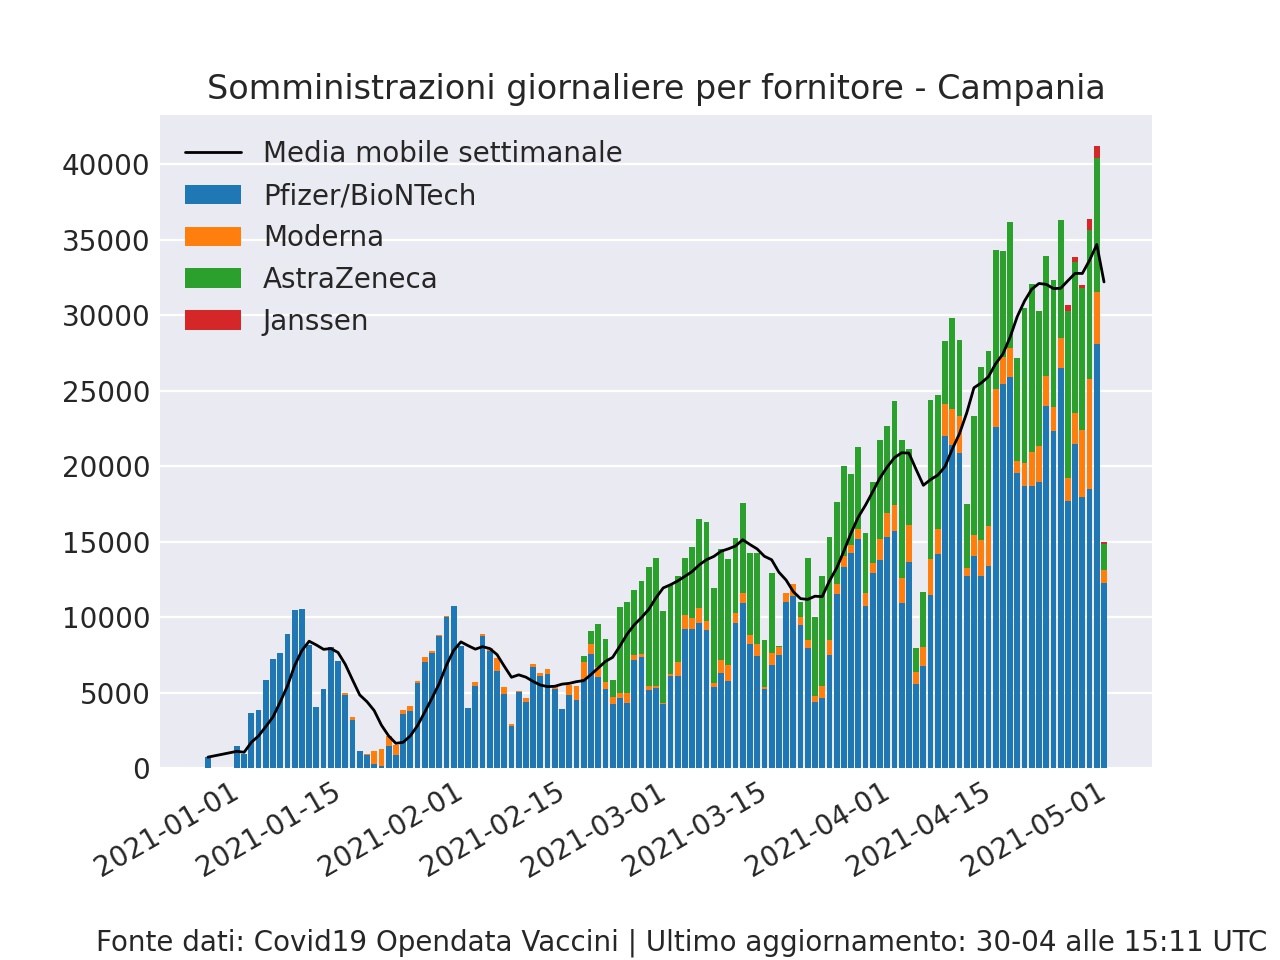 Somministrazioni giornaliere per fornitore - Campania
Media mobile settimanale
Pfizer/BioNTech
Moderna
AstraZeneca
Janssen
40000
35000
30000
25000
20000
15000
10000
5000
0
2021-01-01
2021-01-15
2021-02-01
2021-02-15
2021-03-01
2021-03-15
2021-04-01
2021-04-15
2021-05-01
Fonte dati: Covid19 Opendata Vaccini | Ultimo aggiornamento: 30-04 alle 15:11 UTC